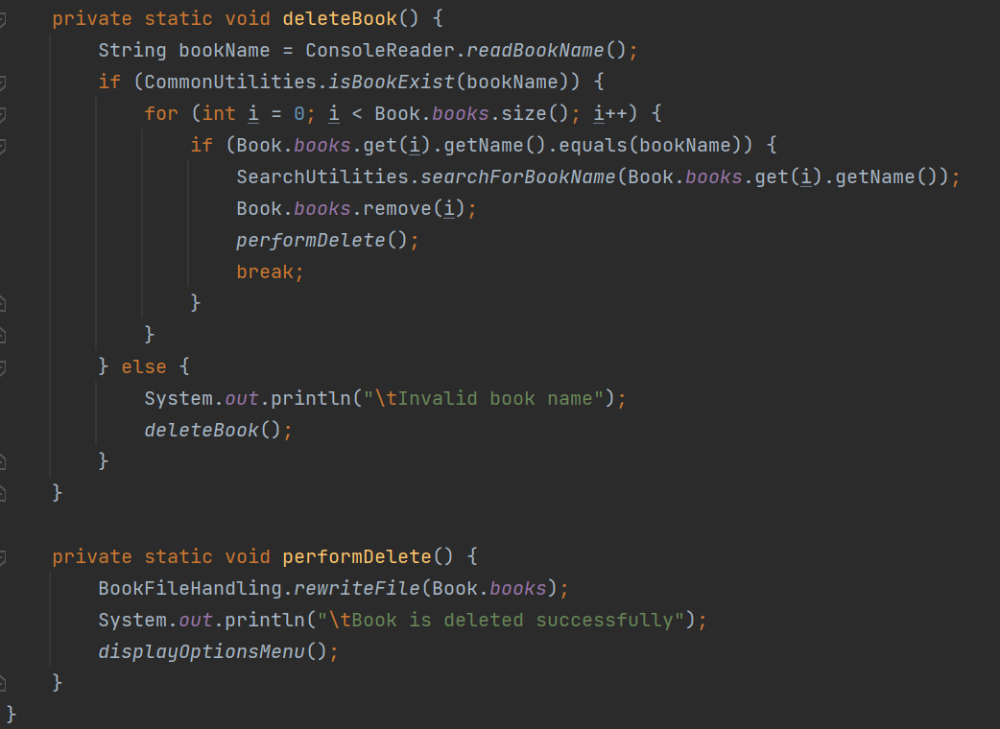 private static void deleteBook() {
String bookName = ConsoleReader.readBookName();
if (CommonUtilities.isBookExist(bookName)) {
for (int i = 0; i < Book.books.size(); i++) {
if (Book.books.get(i).getName().equals(bookName)) {
SearchUtilities.searchForBookName(Book.books.get(i).getName());
Book.books.remove(i);
performDelete();
break;
}
}
} else {
System.out.println("\tInvalid book name");
deleteBook();
}
}
private static void performDelete() {
BookFileHandling.rewriteFile(Book.books);
System.out.println("\tBook is deleted successfully");
displayOptionsMenu();
}
}